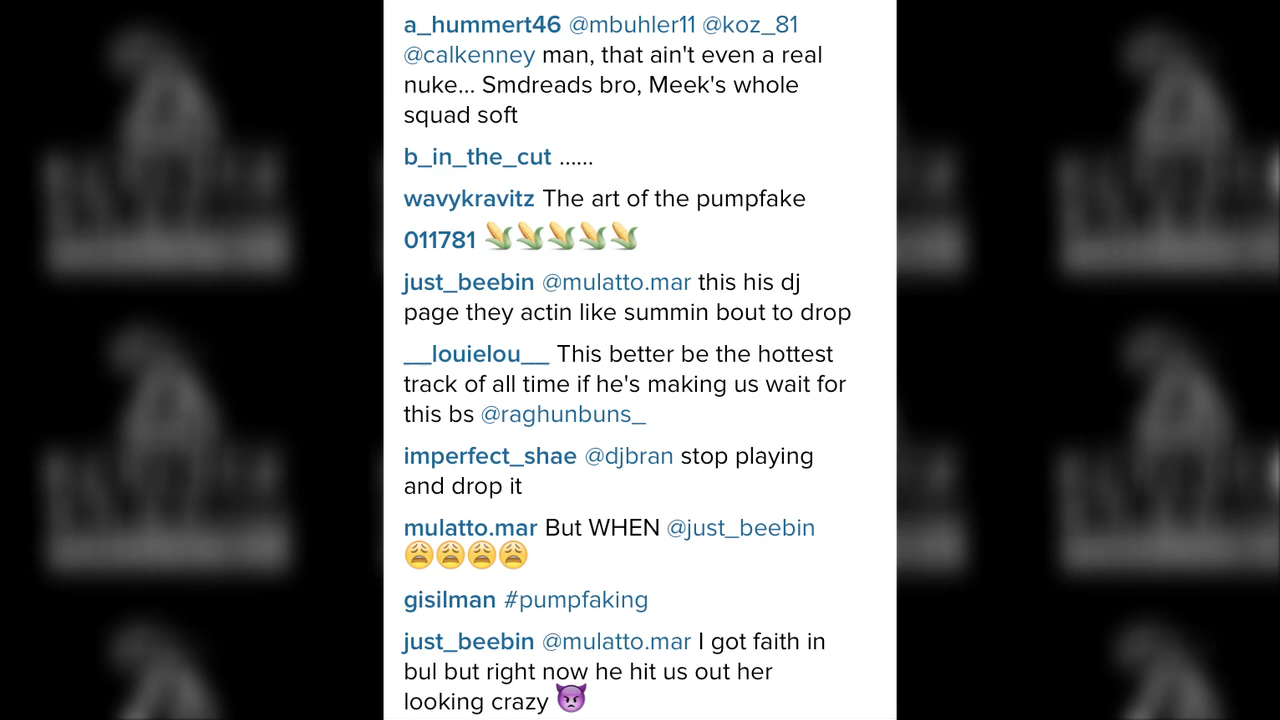 a_hummert46 @mbuhler11 @koz_81
@calkenney man, that ain't even a real
nuke... Smdreads bro, Meek's whole
squad soft
b_in_the_cut ......
wavykravitz The art of the pumpfake
011781 🌽🌽🌽🌽🌽
just_beebin @mulatto.mar this his dj
page they actin like summin bout to drop
__louielou__ This better be the hottest
track of all time if he's making us wait for
this bs @raghunbuns_
imperfect_shae @djbran stop playing
and drop it
mulatto.mar But WHEN @just_beebin
😩😩😩😩
gisilman #pumpfaking
just_beebin @mulatto.mar I got faith in
bul but right now he hit us out her
looking crazy 👿